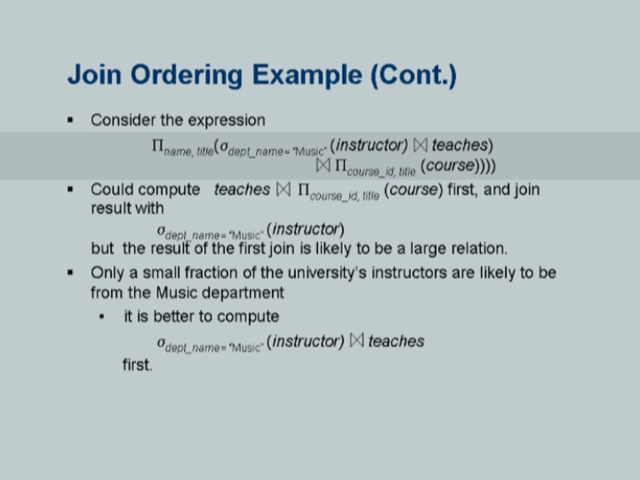 Join Ordering Example (Cont.)
▪ Consider the expression
Πname, title(σdept_name= "Music" (instructor) ⨝ teaches)
⨝ Πcourse_id, title (course))))
▪ Could compute teaches ⨝ Πcourse_id, title (course) first, and join
result with
σdept_name= "Music" (instructor)
but the result of the first join is likely to be a large relation.
▪ Only a small fraction of the university's instructors are likely to be
from the Music department
• it is better to compute
σdept_name= "Music" (instructor) ⨝ teaches
first.